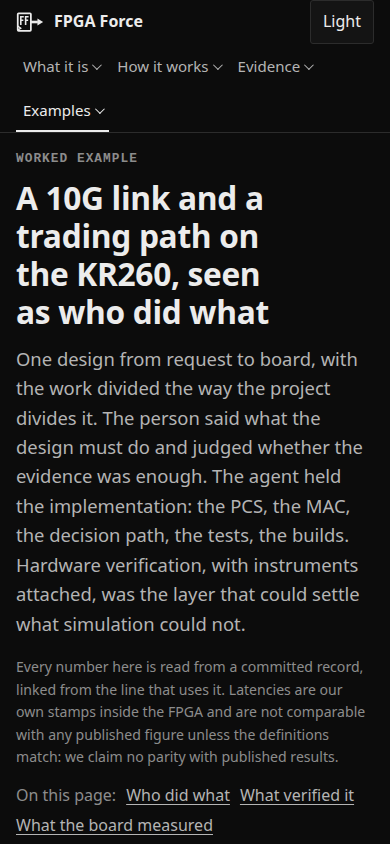 FF FPGA Force Light
What it is How it works Evidence
Examples
WORKED EXAMPLE
A 10G link and a
trading path on
the KR260, seen
as who did what
One design from request to board, with
the work divided the way the project
divides it. The person said what the
design must do and judged whether the
evidence was enough. The agent held
the implementation: the PCS, the MAC,
the decision path, the tests, the builds.
Hardware verification, with instruments
attached, was the layer that could settle
what simulation could not.
Every number here is read from a committed record,
linked from the line that uses it. Latencies are our
own stamps inside the FPGA and are not comparable
with any published figure unless the definitions
match: we claim no parity with published results.
On this page: Who did what What verified it
What the board measured